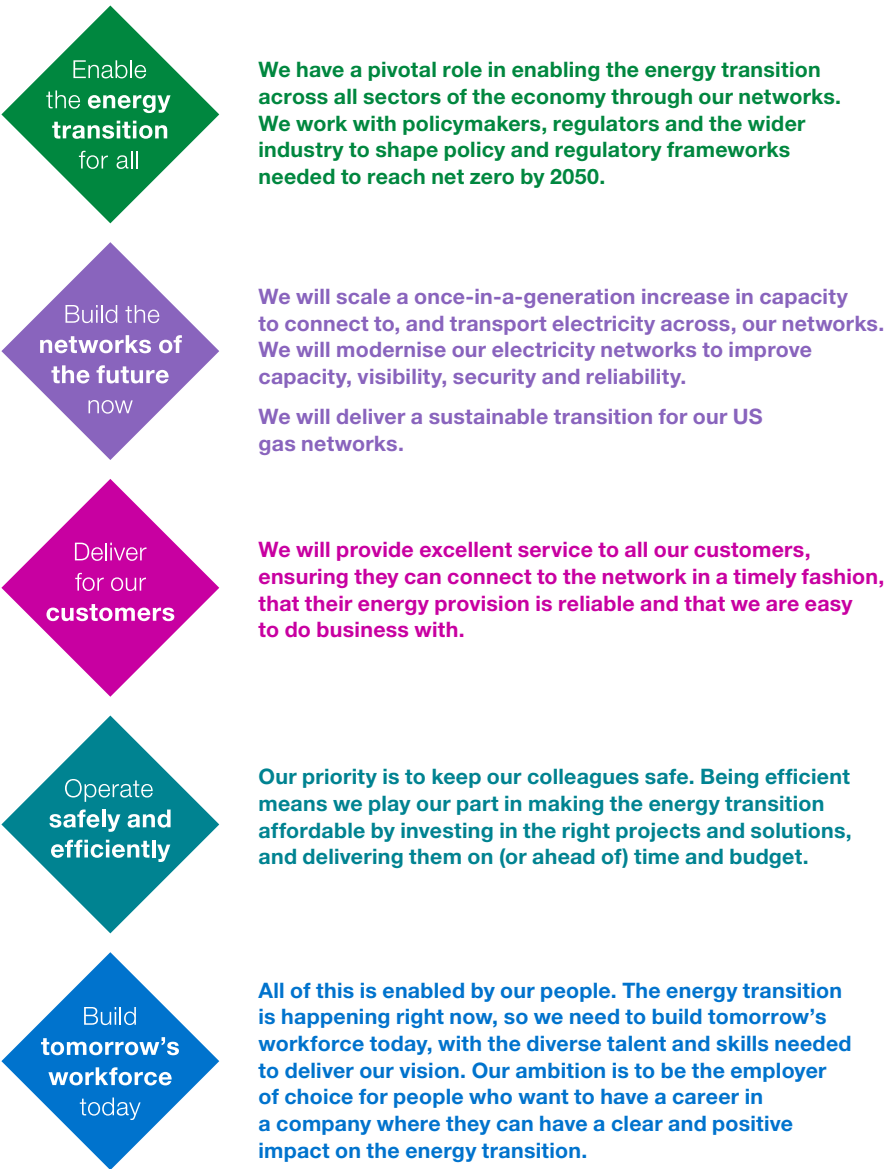 Enable
the energy
transition
for all
We have a pivotal role in enabling the energy transition
across all sectors of the economy through our networks.
We work with policymakers, regulators and the wider
industry to shape policy and regulatory frameworks
needed to reach net zero by 2050.
Build the
networks of
the future
now
We will scale a once-in-a-generation increase in capacity
to connect to, and transport electricity across, our networks.
We will modernise our electricity networks to improve
capacity, visibility, security and reliability.
We will deliver a sustainable transition for our US
gas networks.
Deliver
for our
customers
We will provide excellent service to all our customers,
ensuring they can connect to the network in a timely fashion,
that their energy provision is reliable and that we are easy
to do business with.
Operate
safely and
efficiently
Our priority is to keep our colleagues safe. Being efficient
means we play our part in making the energy transition
affordable by investing in the right projects and solutions,
and delivering them on (or ahead of) time and budget.
Build
tomorrow’s
workforce
today
All of this is enabled by our people. The energy transition
is happening right now, so we need to build tomorrow’s
workforce today, with the diverse talent and skills needed
to deliver our vision. Our ambition is to be the employer
of choice for people who want to have a career in
a company where they can have a clear and positive
impact on the energy transition.